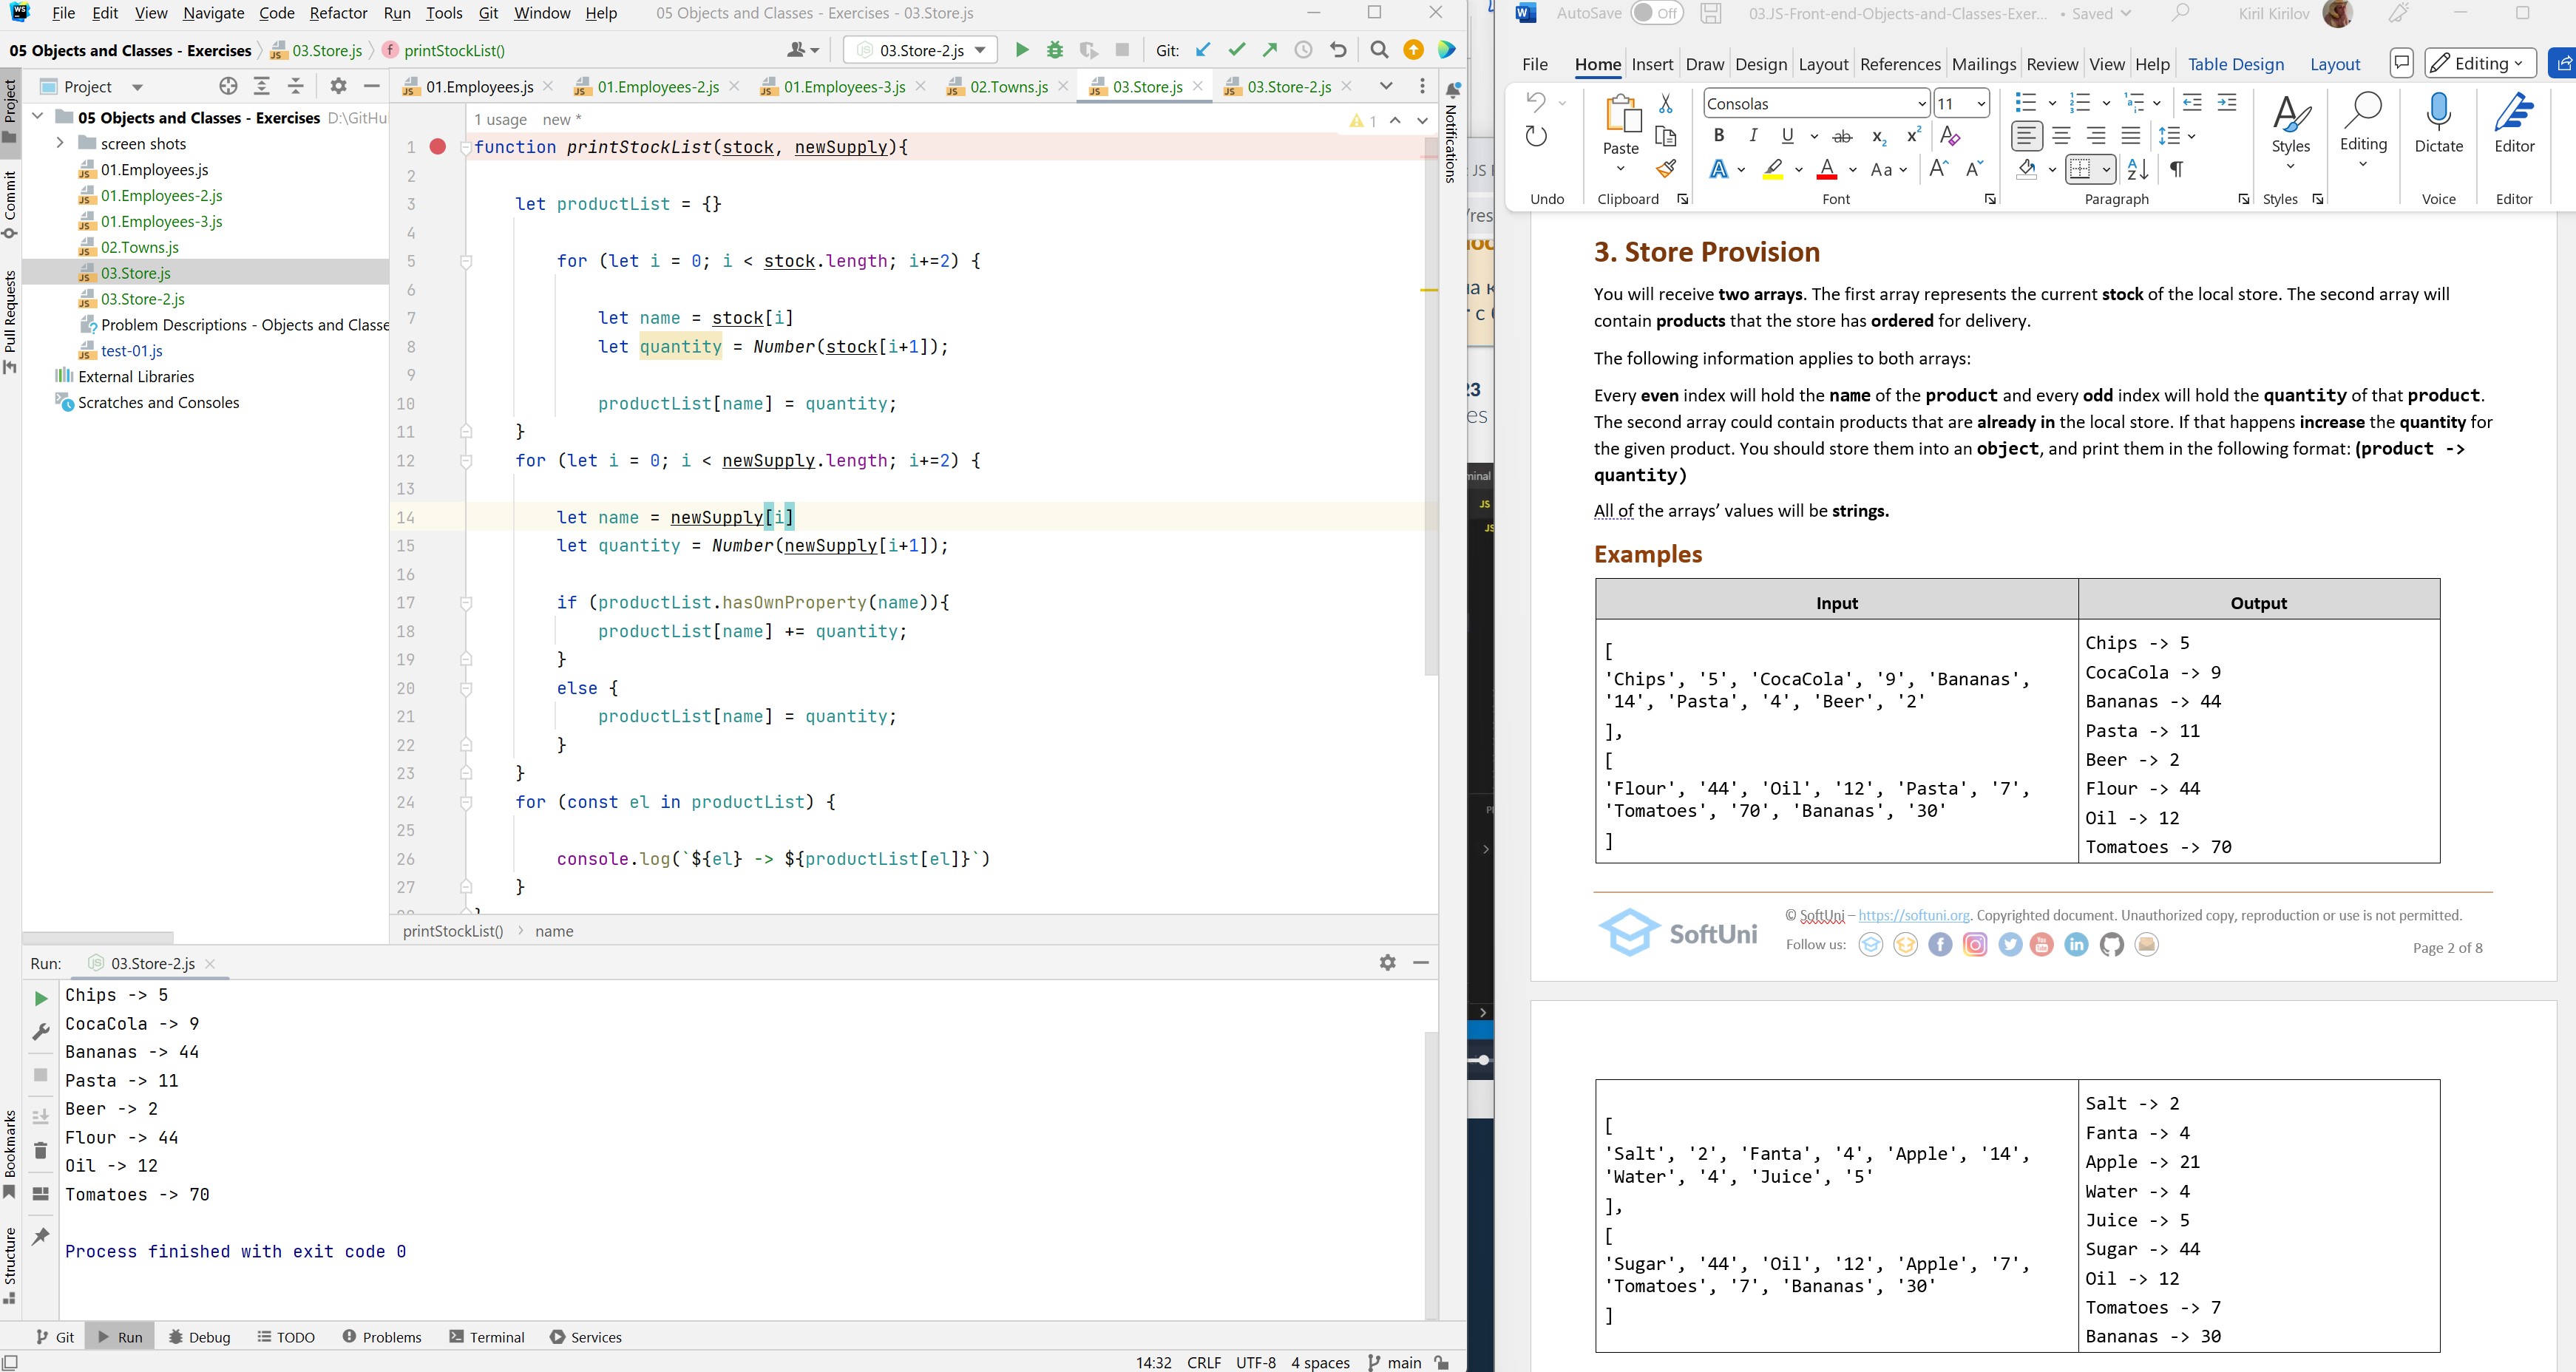 File Edit View Navigate Code Refactor Run Tools Git Window Help 05 Objects and Classes - Exercises - 03.Store.js
05 Objects and Classes - Exercises 03.Store.js printStockList()
03.Store-2.js
Git:
Project
01.Employees.js
01.Employees-2.js
01.Employees-3.js
02.Towns.js
03.Store.js
03.Store-2.js
Project
Commit
Pull Requests
Bookmarks
Structure
Notifications
05 Objects and Classes - Exercises D:\GitHu
screen shots
01.Employees.js
01.Employees-2.js
01.Employees-3.js
02.Towns.js
03.Store.js
03.Store-2.js
Problem Descriptions - Objects and Classe
test-01.js
External Libraries
Scratches and Consoles
1 usage new *
1
1 function printStockList(stock, newSupply){
2
3 let productList = {}
4
5 for (let i = 0; i < stock.length; i+=2) {
6
7 let name = stock[i]
8 let quantity = Number(stock[i+1]);
9
10 productList[name] = quantity;
11 }
12 for (let i = 0; i < newSupply.length; i+=2) {
13
14 let name = newSupply[i]
15 let quantity = Number(newSupply[i+1]);
16
17 if (productList.hasOwnProperty(name)){
18 productList[name] += quantity;
19 }
20 else {
21 productList[name] = quantity;
22 }
23 }
24 for (const el in productList) {
25
26 console.log(`${el} -> ${productList[el]}`)
27 }
printStockList() name
Run: 03.Store-2.js
Chips -> 5
CocaCola -> 9
Bananas -> 44
Pasta -> 11
Beer -> 2
Flour -> 44
Oil -> 12
Tomatoes -> 70
Process finished with exit code 0
Git Run Debug TODO Problems Terminal Services
14:32 CRLF UTF-8 4 spaces main
AutoSave Off 03.JS-Front-end-Objects-and-Classes-Exer... • Saved Kiril Kirilov
File Home Insert Draw Design Layout References Mailings Review View Help Table Design Layout Editing
Consolas 11
Paste
Styles
Editing
Dictate
Editor
Undo Clipboard Font Paragraph Styles Voice Editor
3. Store Provision
You will receive two arrays. The first array represents the current stock of the local store. The second array will
contain products that the store has ordered for delivery.
The following information applies to both arrays:
Every even index will hold the name of the product and every odd index will hold the quantity of that product.
The second array could contain products that are already in the local store. If that happens increase the quantity for
the given product. You should store them into an object, and print them in the following format: (product ->
quantity)
All of the arrays’ values will be strings.
Examples
Input Output
[
'Chips', '5', 'CocaCola', '9', 'Bananas',
'14', 'Pasta', '4', 'Beer', '2'
],
[
'Flour', '44', 'Oil', '12', 'Pasta', '7',
'Tomatoes', '70', 'Bananas', '30'
]
Chips -> 5
CocaCola -> 9
Bananas -> 44
Pasta -> 11
Beer -> 2
Flour -> 44
Oil -> 12
Tomatoes -> 70
SoftUni
© SoftUni – https://softuni.org. Copyrighted document. Unauthorized copy, reproduction or use is not permitted.
Follow us:
Page 2 of 8
[
'Salt', '2', 'Fanta', '4', 'Apple', '14',
'Water', '4', 'Juice', '5'
],
[
'Sugar', '44', 'Oil', '12', 'Apple', '7',
'Tomatoes', '7', 'Bananas', '30'
]
Salt -> 2
Fanta -> 4
Apple -> 21
Water -> 4
Juice -> 5
Sugar -> 44
Oil -> 12
Tomatoes -> 7
Bananas -> 30